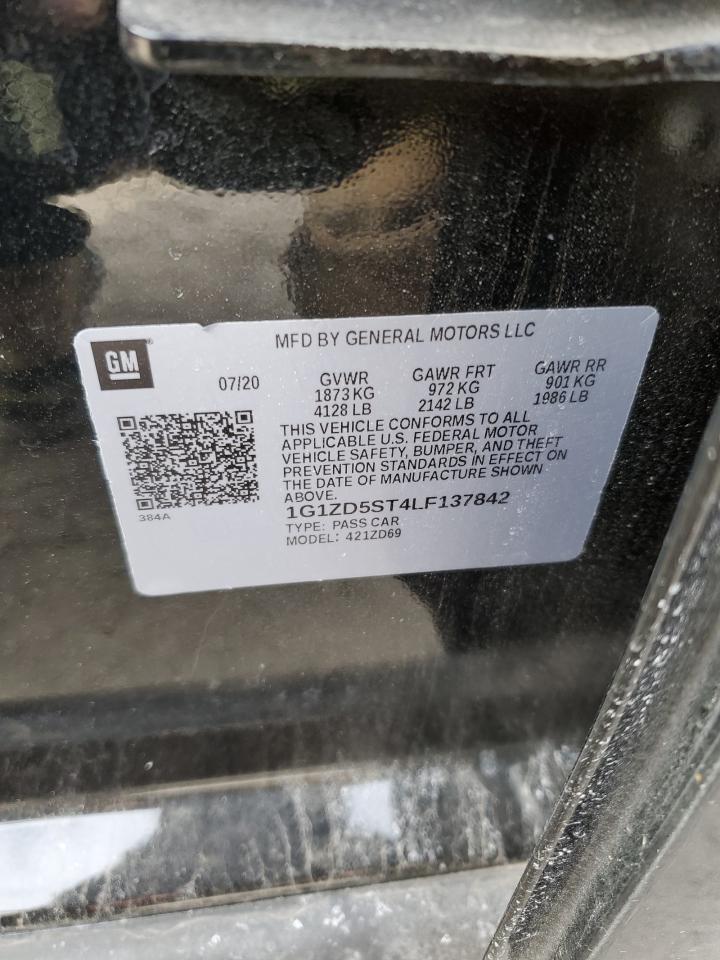 MFD BY GENERAL MOTORS LLC
GM
07/20
GVWR
1873 KG
4128 LB
GAWR FRT
972 KG
2142 LB
GAWR RR
901 KG
1986 LB
THIS VEHICLE CONFORMS TO ALL
APPLICABLE U.S. FEDERAL MOTOR
VEHICLE SAFETY, BUMPER, AND THEFT
PREVENTION STANDARDS IN EFFECT ON
THE DATE OF MANUFACTURE SHOWN
ABOVE.
1G1ZD5ST4LF137842
TYPE: PASS CAR
MODEL: 421ZD69
384A